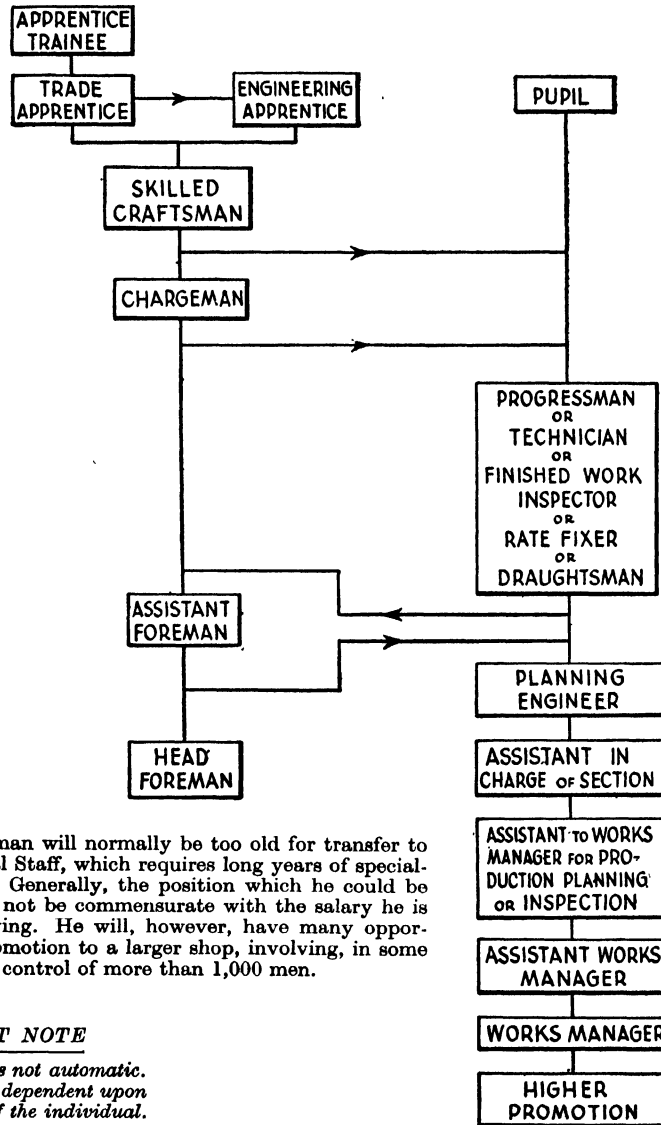 APPRENTICE
TRAINEE
TRADE
APPRENTICE
ENGINEERING
APPRENTICE
PUPIL
SKILLED
CRAFTSMAN
CHARGEMAN
PROGRESSMAN
OR
TECHNICIAN
OR
FINISHED WORK
INSPECTOR
OR
RATE FIXER
OR
DRAUGHTSMAN
ASSISTANT
FOREMAN
PLANNING
ENGINEER
HEAD
FOREMAN
ASSISTANT IN
CHARGE OF SECTION
ASSISTANT TO WORKS
MANAGER FOR PRO-
DUCTION PLANNING
OR INSPECTION
ASSISTANT WORKS
MANAGER
WORKS MANAGER
HIGHER
PROMOTION
man will normally be too old for transfer to
l Staff, which requires long years of special-
Generally, the position which he could be
not be commensurate with the salary he is
ving. He will, however, have many oppor-
omotion to a larger shop, involving, in some
control of more than 1,000 men.
T NOTE
s not automatic.
dependent upon
f the individual.